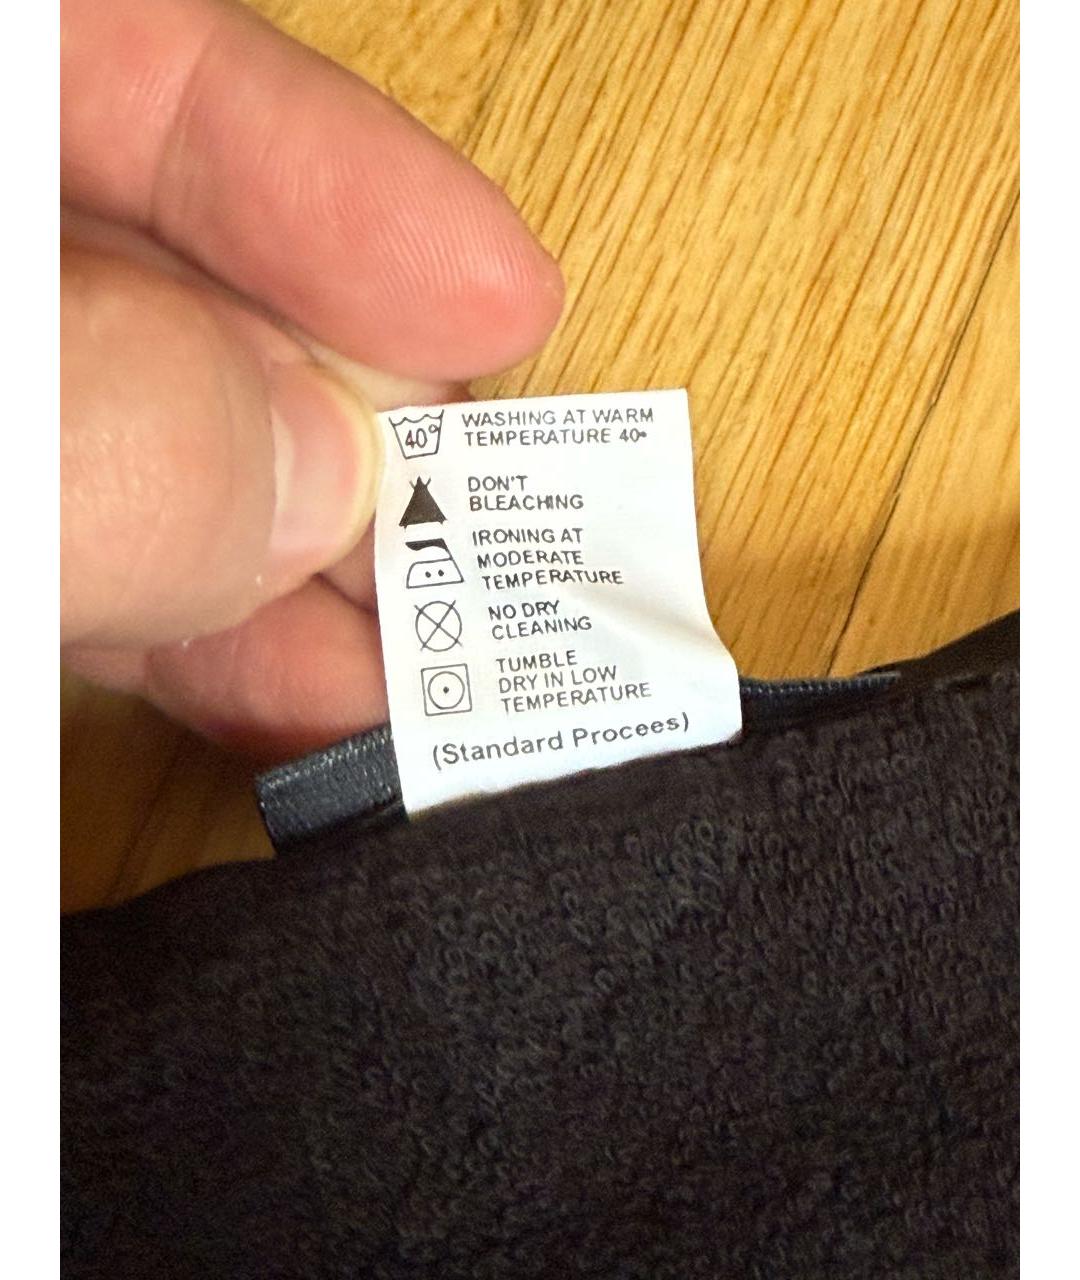 40°
WASHING AT WARM
TEMPERATURE 40°
DON'T
BLEACHING
IRONING AT
MODERATE
TEMPERATURE
NO DRY
CLEANING
TUMBLE
DRY IN LOW
TEMPERATURE
(Standard Procees)